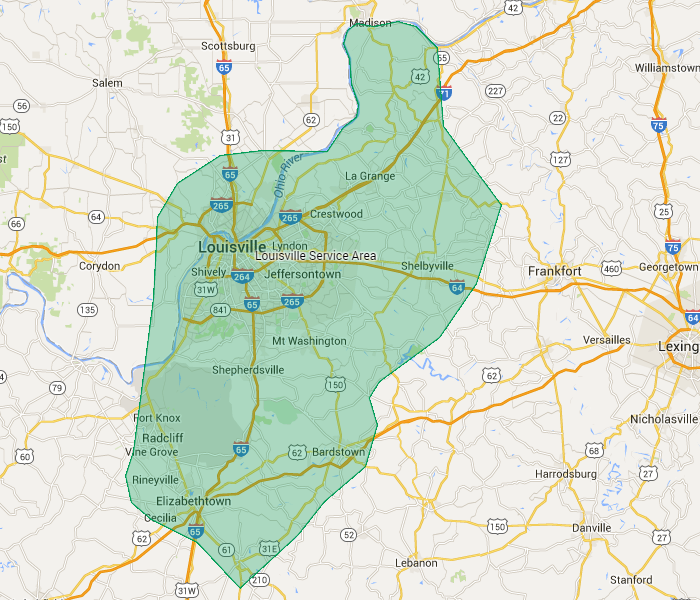 Madison
42
Scottsburg
65
Williamstown
Salem
55
42
71
227
56
150
62
22
75
31
127
La Grange
65
Ohio River
265
265
Crestwood
25
64
66
Louisville
Lyndon
75
Louisville Service Area
Corydon
Shively
264
Jeffersontown
Shelbyville
Frankfort
460
Georgetown
31W
64
65
265
841
135
64
Mt Washington
Versailles
Lexing
Shepherdsville
150
62
79
Fort Knox
Nicholasville
Radcliff
Vine Grove
65
62
Bardstown
68
60
Rineyville
Harrodsburg
27
Elizabethtown
Cecilia
65
62
52
150
Danville
27
61
31E
Lebanon
210
Stanford
31W